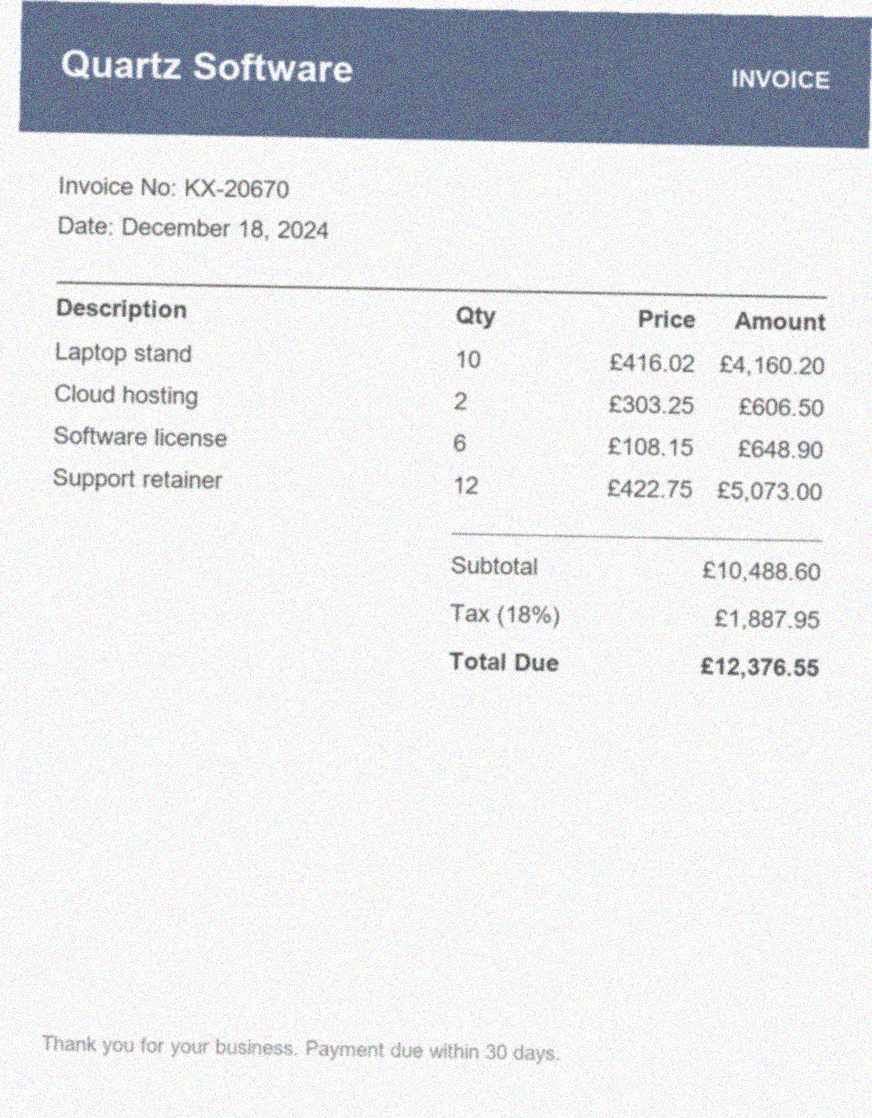 Quartz Software
INVOICE
Invoice No: KX-20670
Date: December 18, 2024
Description Qty Price Amount
Laptop stand 10 £416.02 £4,160.20
Cloud hosting 2 £303.25 £606.50
Software license 6 £108.15 £648.90
Support retainer 12 £422.75 £5,073.00
Subtotal £10,488.60
Tax (18%) £1,887.95
Total Due £12,376.55
Thank you for your business. Payment due within 30 days.